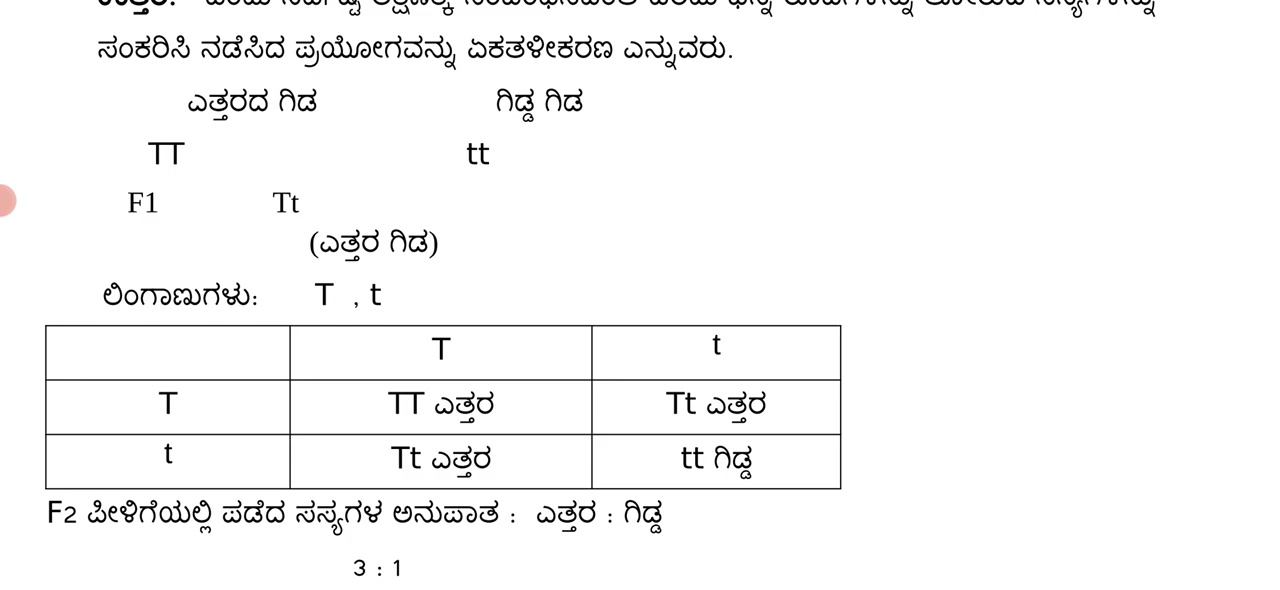 ಸಂಕರಿಸಿ ನಡೆಸಿದ ಪ್ರಯೋಗವನ್ನು ಏಕತಳೀಕರಣ ಎನ್ನುವರು.
ಎತ್ತರದ ಗಿಡ ಗಿಡ್ಡ ಗಿಡ
TT tt
F1 Tt
(ಎತ್ತರ ಗಿಡ)
ಲಿಂಗಾಣುಗಳು: T , t
T t
T TT ಎತ್ತರ Tt ಎತ್ತರ
t Tt ಎತ್ತರ tt ಗಿಡ್ಡ
F2 ಪೀಳಿಗೆಯಲ್ಲಿ ಪಡೆದ ಸಸ್ಯಗಳ ಅನುಪಾತ : ಎತ್ತರ : ಗಿಡ್ಡ
3 : 1